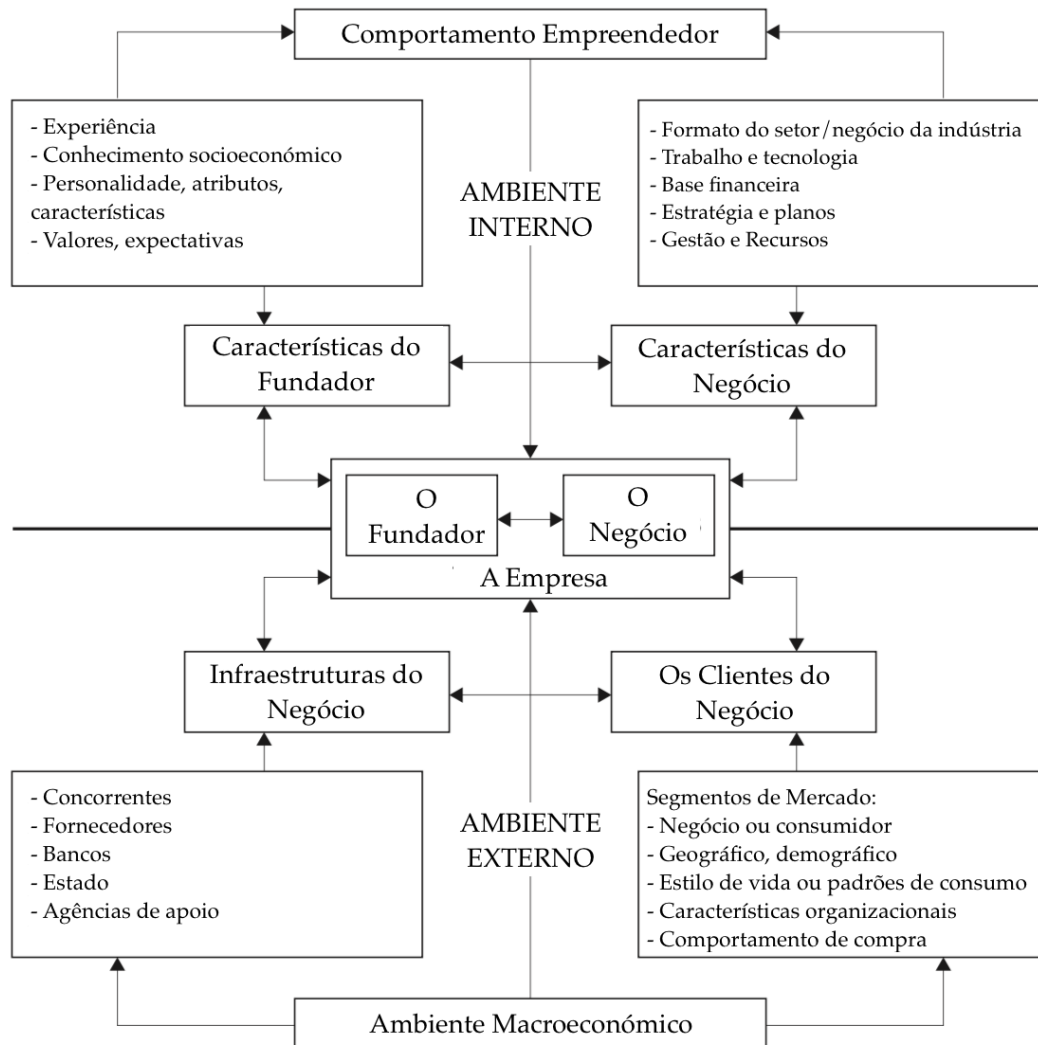 Comportamento Empreendedor
- Experiência
- Conhecimento socioeconómico
- Personalidade, atributos,
características
- Valores, expectativas
AMBIENTE
INTERNO
- Formato do setor/negócio da indústria
- Trabalho e tecnologia
- Base financeira
- Estratégia e planos
- Gestão e Recursos
Características do
Fundador
Características do
Negócio
O
Fundador
O
Negócio
A Empresa
Infraestruturas do
Negócio
Os Clientes do
Negócio
- Concorrentes
- Fornecedores
- Bancos
- Estado
- Agências de apoio
AMBIENTE
EXTERNO
Segmentos de Mercado:
- Negócio ou consumidor
- Geográfico, demográfico
- Estilo de vida ou padrões de consumo
- Características organizacionais
- Comportamento de compra
Ambiente Macroeconómico